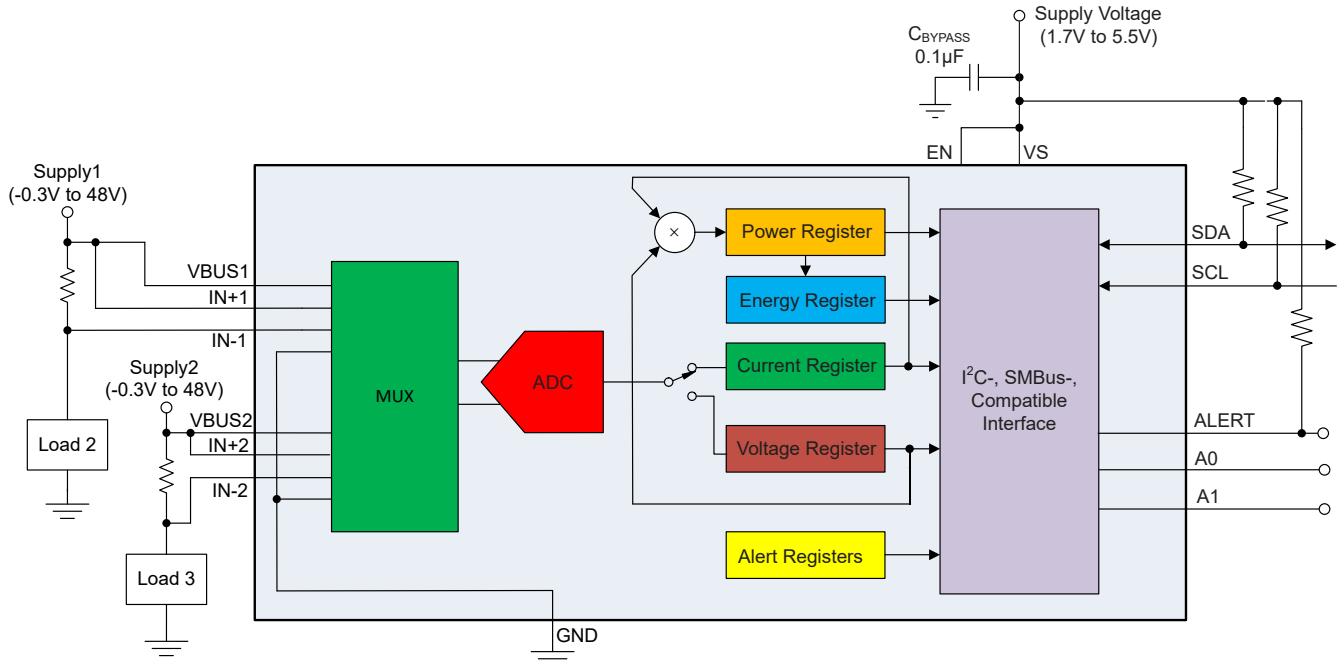 Supply Voltage
(1.7V to 5.5V)
CBYPASS
0.1µF
EN
VS
Supply1
(-0.3V to 48V)
VBUS1
IN+1
IN-1
Supply2
(-0.3V to 48V)
VBUS2
IN+2
IN-2
Load 2
Load 3
MUX
ADC
×
Power Register
Energy Register
Current Register
Voltage Register
Alert Registers
I²C-, SMBus-,
Compatible
Interface
SDA
SCL
ALERT
A0
A1
GND